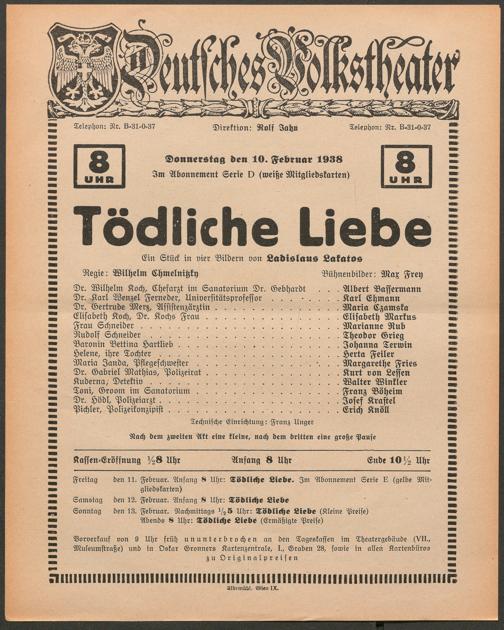 Deutsches Volkstheater
Telephon: Nr. B-31-0-37 Direktion: Rolf Jahn Telephon: Nr. B-31-0-37
8 UHR Donnerstag den 10. Februar 1938 8 UHR
Im Abonnement Serie D (weiße Mitgliedskarten)
Tödliche Liebe
Ein Stück in vier Bildern von Ladislaus Lakatos
Regie: Wilhelm Chmelnitzky Bühnenbilder: Max Frey
Dr. Wilhelm Koch, Chefarzt im Sanatorium Dr. Gebhardt . . . Albert Bassermann
Dr. Karl Wenzel Ferneder, Universitätsprofessor . . . Karl Ehmann
Dr. Gertrude Merz, Assistenzärztin . . . Maria Czamska
Elisabeth Koch, Dr. Kochs Frau . . . Elisabeth Markus
Frau Schneider . . . Marianne Rub
Rudolf Schneider . . . Theodor Grieg
Baronin Bettina Hartlieb . . . Johanna Terwin
Helene, ihre Tochter . . . Herta Feiler
Maria Janda, Pflegeschwester . . . Margarethe Fries
Dr. Gabriel Mathias, Polizeirat . . . Kurt von Lessen
Kuderna, Detektiv . . . Walter Winkler
Toni, Groom im Sanatorium . . . Franz Böheim
Dr. Hödl, Polizeiarzt . . . Josef Krastel
Pichler, Polizeikonzipist . . . Erich Knöll
Technische Einrichtung: Franz Unger
Nach dem zweiten Akt eine kleine, nach dem dritten eine große Pause
Kassen-Eröffnung ½8 Uhr Anfang 8 Uhr Ende 10½ Uhr
Freitag den 11. Februar. Anfang 8 Uhr: Tödliche Liebe. Im Abonnement Serie E (gelbe Mit-
gliedskarten)
Samstag den 12. Februar. Anfang 8 Uhr: Tödliche Liebe
Sonntag den 13. Februar. Nachmittags ½5 Uhr: Tödliche Liebe (Kleine Preise)
Abends 8 Uhr: Tödliche Liebe (Ermäßigte Preise)
Vorverkauf von 9 Uhr früh ununterbrochen an den Tageskassen im Theatergebäude (VII.,
Museumstraße) und in Oskar Gronners Kartenzentrale, I., Graben 28, sowie in allen Kartenbüros
zu Originalpreisen
Elbemühl, Wien IX.